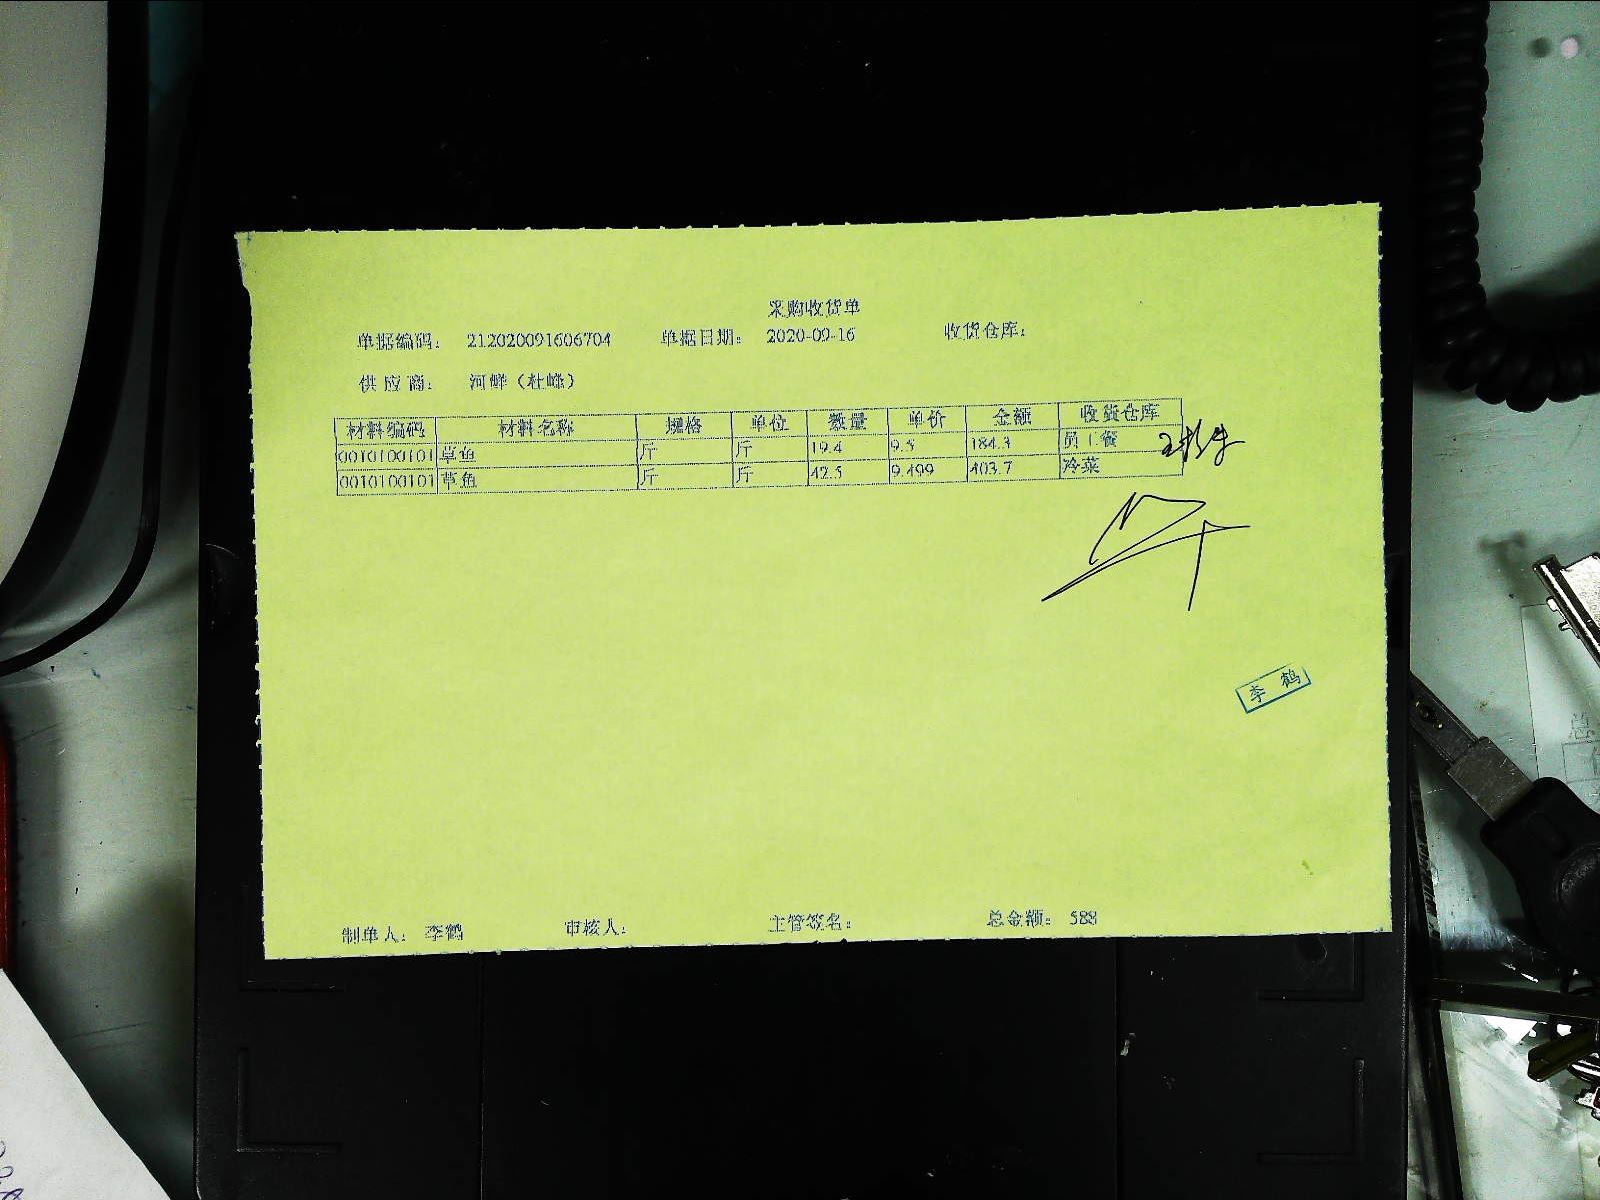 采购收货单
单据编码： 212020091606704 单据日期： 2020-09-16 收货仓库：
供应商： 河鲜（杜峰）
材料编码 材料名称 规格 单位 数量 单价 金额 收货仓库
0010100101 草鱼 斤 斤 19.4 9.5 184.3 员工餐
0010100101 草鱼 斤 斤 42.5 9.499 403.7 冷菜
李鹤
制单人： 李鹤 审核人： 主管签名： 总金额： 588